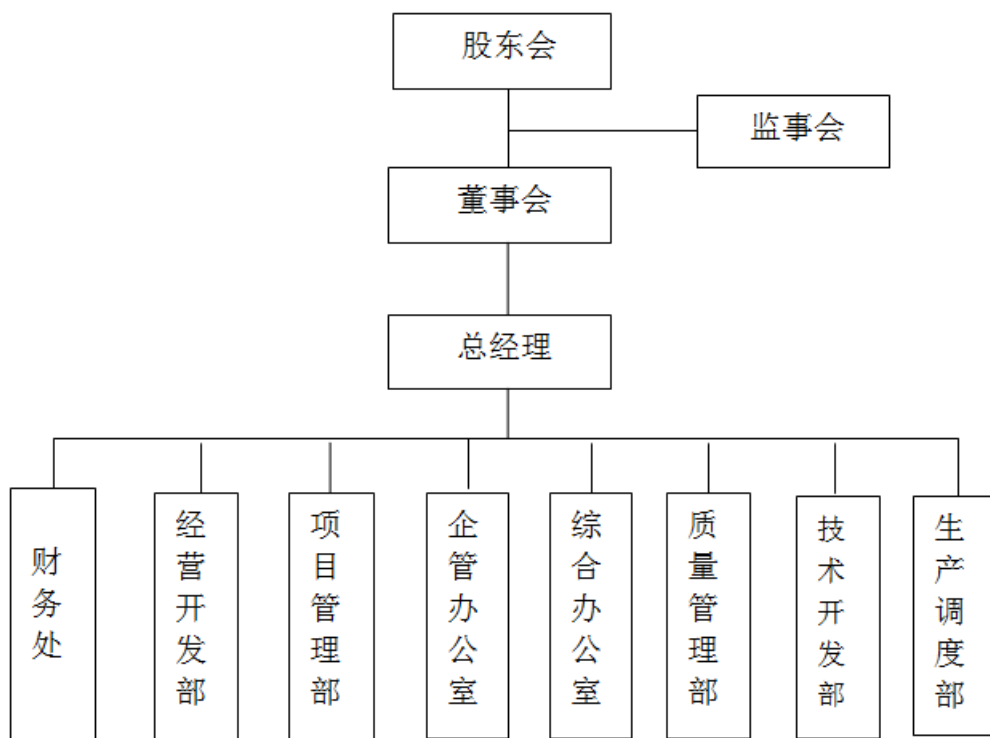 股东会
监事会
董事会
总经理
财务处
经营开发部
项目管理部
企管办公室
综合办公室
质量管理部
技术开发部
生产调度部